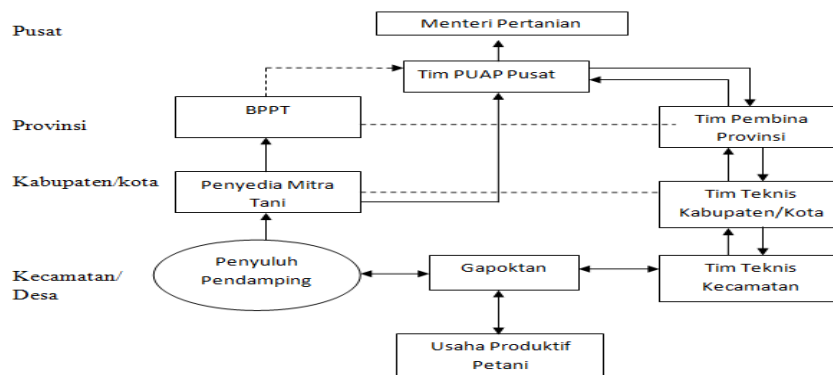 Pusat
Menteri Pertanian
Tim PUAP Pusat
Provinsi
BPPT
Tim Pembina
Provinsi
Kabupaten/kota
Penyedia Mitra
Tani
Tim Teknis
Kabupaten/Kota
Kecamatan/
Desa
Penyuluh
Pendamping
Gapoktan
Tim Teknis
Kecamatan
Usaha Produktif
Petani